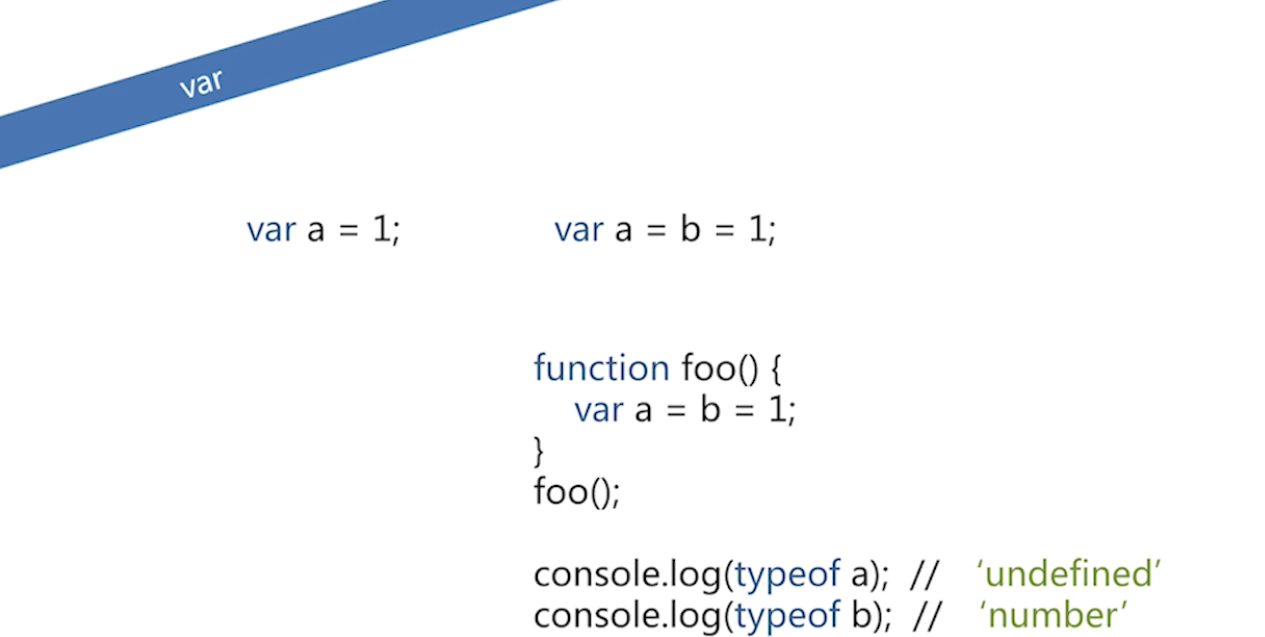 var
var a = 1;
var a = b = 1;
function foo() {
var a = b = 1;
}
foo();
console.log(typeof a); // ‘undefined’
console.log(typeof b); // ‘number’